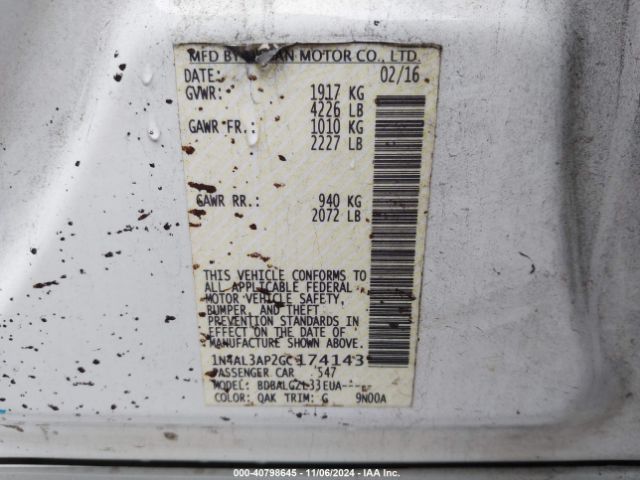 MFD BY NISSAN MOTOR CO., LTD.
DATE: 02/16
GVWR: 1917 KG
4226 LB
GAWR FR.: 1010 KG
2227 LB
GAWR RR.: 940 KG
2072 LB
THIS VEHICLE CONFORMS TO
ALL APPLICABLE FEDERAL
MOTOR VEHICLE SAFETY,
BUMPER, AND THEFT
PREVENTION STANDARDS IN
EFFECT ON THE DATE OF
MANUFACTURE SHOWN ABOVE.
1N4AL3AP2GC174143
PASSENGER CAR 547
MODEL: BDBALGZL33EUA----
COLOR: QAK TRIM: G 9N00A
000-40798645 - 11/06/2024 - IAA Inc.